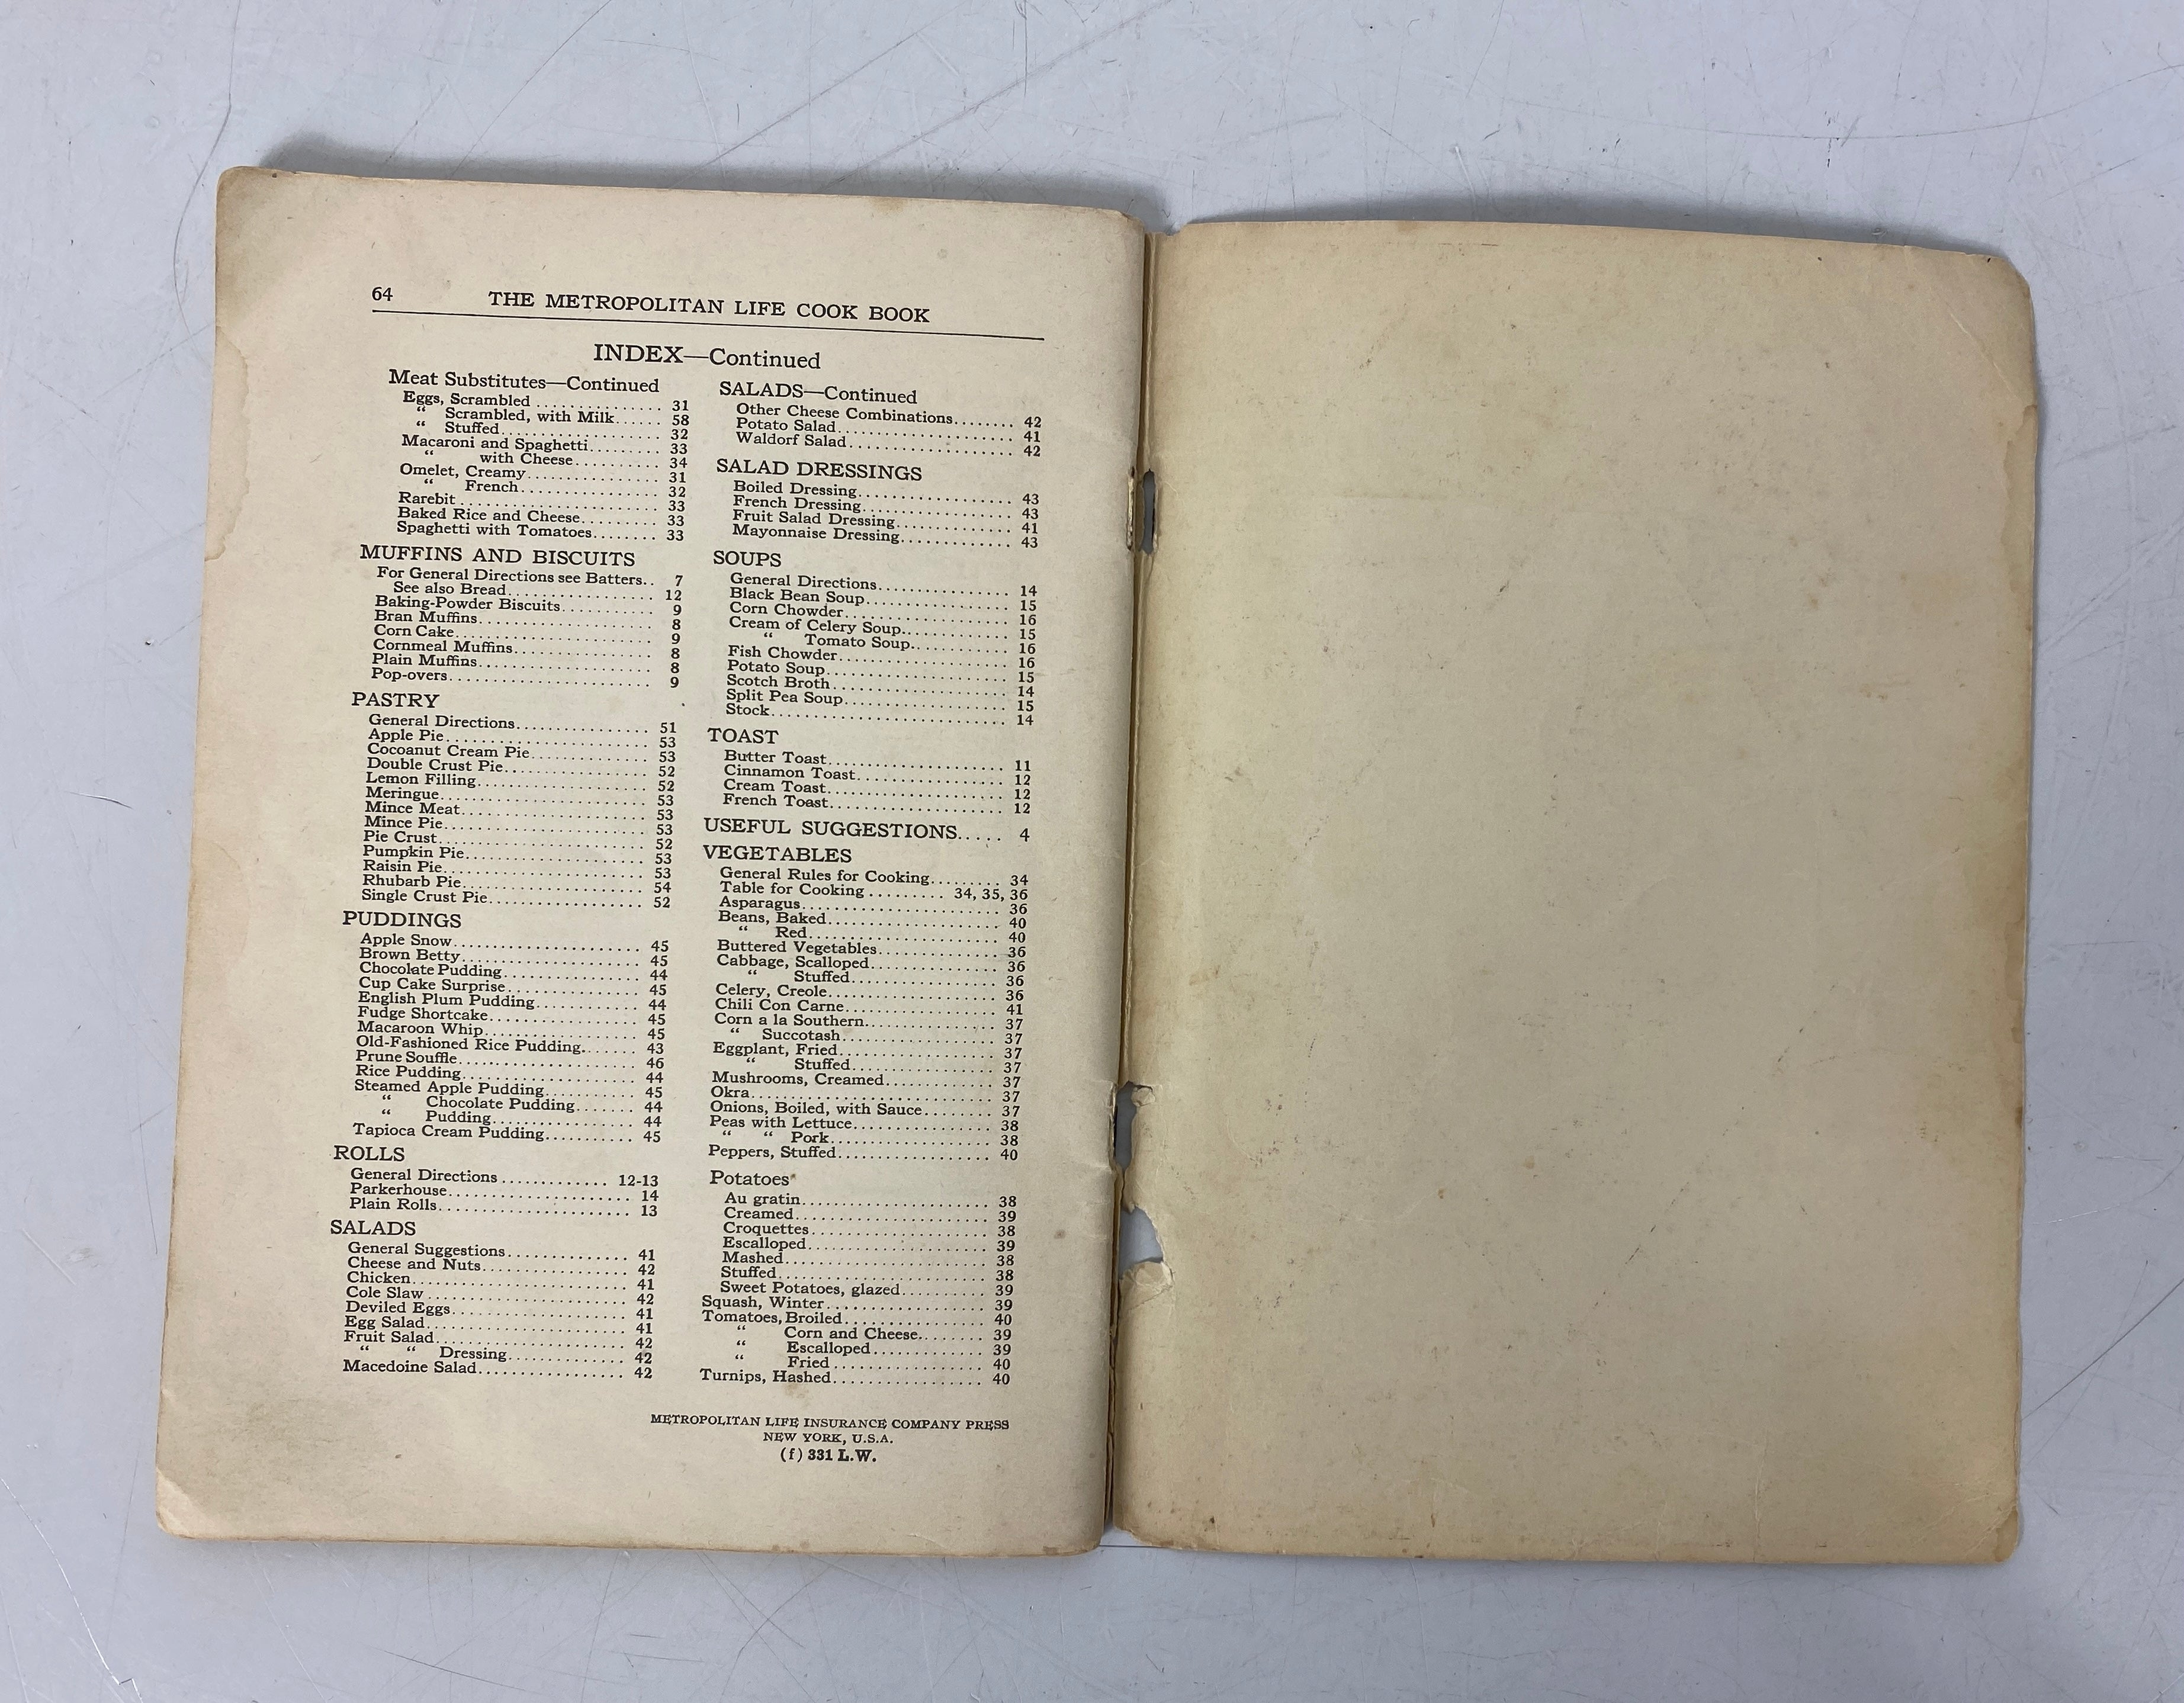 64 THE METROPOLITAN LIFE COOK BOOK
INDEX—Continued
Meat Substitutes—Continued
Eggs, Scrambled ............... 31
“ Scrambled, with Milk...... 58
“ Stuffed.................... 32
Macaroni and Spaghetti......... 33
“ with Cheese.......... 34
Omelet, Creamy................. 31
“ French................. 32
Rarebit........................ 33
Baked Rice and Cheese......... 33
Spaghetti with Tomatoes........ 33
MUFFINS AND BISCUITS
For General Directions see Batters.. 7
See also Bread................. 12
Baking-Powder Biscuits........... 9
Bran Muffins.................... 8
Corn Cake...................... 9
Cornmeal Muffins................ 8
Plain Muffins................... 8
Pop-overs....................... 9
PASTRY
General Directions............... 51
Apple Pie....................... 53
Cocoanut Cream Pie............. 53
Double Crust Pie................ 52
Lemon Filling................... 52
Meringue........................ 53
Mince Meat..................... 53
Mince Pie....................... 53
Pie Crust....................... 52
Pumpkin Pie.................... 53
Raisin Pie...................... 53
Rhubarb Pie.................... 54
Single Crust Pie................. 52
PUDDINGS
Apple Snow..................... 45
Brown Betty.................... 45
Chocolate Pudding............... 44
Cup Cake Surprise............... 45
English Plum Pudding............ 44
Fudge Shortcake................. 45
Macaroon Whip................. 45
Old-Fashioned Rice Pudding....... 43
Prune Souffle.................... 46
Rice Pudding.................... 44
Steamed Apple Pudding.......... 45
“ Chocolate Pudding....... 44
“ Pudding................. 44
Tapioca Cream Pudding.......... 45
ROLLS
General Directions ............ 12-13
Parkerhouse..................... 14
Plain Rolls...................... 13
SALADS
General Suggestions.............. 41
Cheese and Nuts................. 42
Chicken......................... 41
Cole Slaw....................... 42
Deviled Eggs.................... 41
Egg Salad....................... 41
Fruit Salad...................... 42
“ “ Dressing............... 42
Macedoine Salad................. 42
SALADS—Continued
Other Cheese Combinations........ 42
Potato Salad.................... 41
Waldorf Salad................... 42
SALAD DRESSINGS
Boiled Dressing.................. 43
French Dressing.................. 43
Fruit Salad Dressing............. 41
Mayonnaise Dressing............. 43
SOUPS
General Directions............... 14
Black Bean Soup................. 15
Corn Chowder................... 16
Cream of Celery Soup............ 15
“ Tomato Soup............ 16
Fish Chowder................... 16
Potato Soup..................... 15
Scotch Broth.................... 14
Split Pea Soup................... 15
Stock........................... 14
TOAST
Butter Toast.................... 11
Cinnamon Toast................. 12
Cream Toast.................... 12
French Toast.................... 12
USEFUL SUGGESTIONS..... 4
VEGETABLES
General Rules for Cooking......... 34
Table for Cooking ......... 34, 35, 36
Asparagus....................... 36
Beans, Baked.................... 40
“ Red....................... 40
Buttered Vegetables.............. 36
Cabbage, Scalloped............... 36
“ Stuffed................. 36
Celery, Creole................... 36
Chili Con Carne................. 41
Corn a la Southern............... 37
“ Succotash.................. 37
Eggplant, Fried.................. 37
“ Stuffed................. 37
Mushrooms, Creamed............ 37
Okra........................... 37
Onions, Boiled, with Sauce........ 37
Peas with Lettuce................ 38
“ “ Pork................... 38
Peppers, Stuffed................. 40
Potatoes
Au gratin....................... 38
Creamed........................ 39
Croquettes...................... 38
Escalloped...................... 39
Mashed......................... 38
Stuffed.......................... 38
Sweet Potatoes, glazed........... 39
Squash, Winter.................. 39
Tomatoes, Broiled................ 40
“ Corn and Cheese........ 39
“ Escalloped............. 39
“ Fried................. 40
Turnips, Hashed................. 40
METROPOLITAN LIFE INSURANCE COMPANY PRESS
NEW YORK, U.S.A.
(f) 331 L.W.